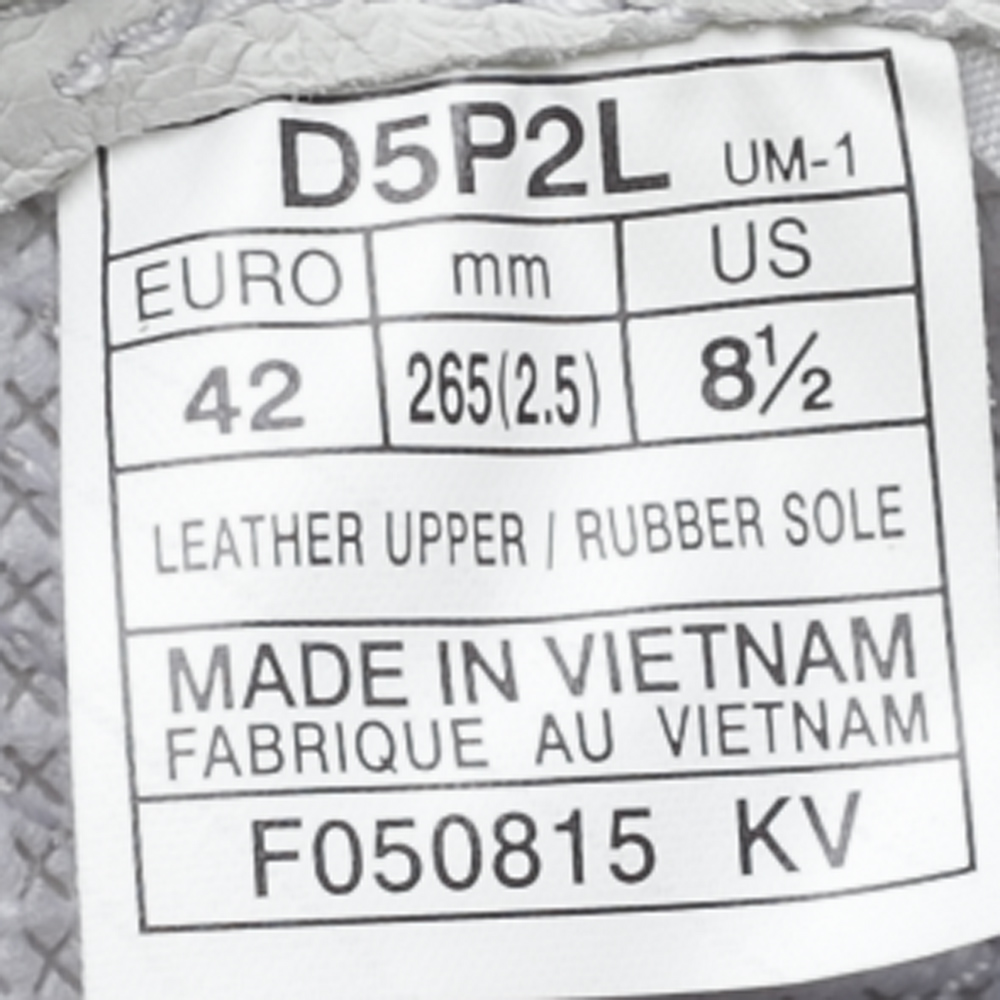 D5P2L UM-1
EURO mm US
42 265(2.5) 8½
LEATHER UPPER / RUBBER SOLE
MADE IN VIETNAM
FABRIQUE AU VIETNAM
F050815 KV